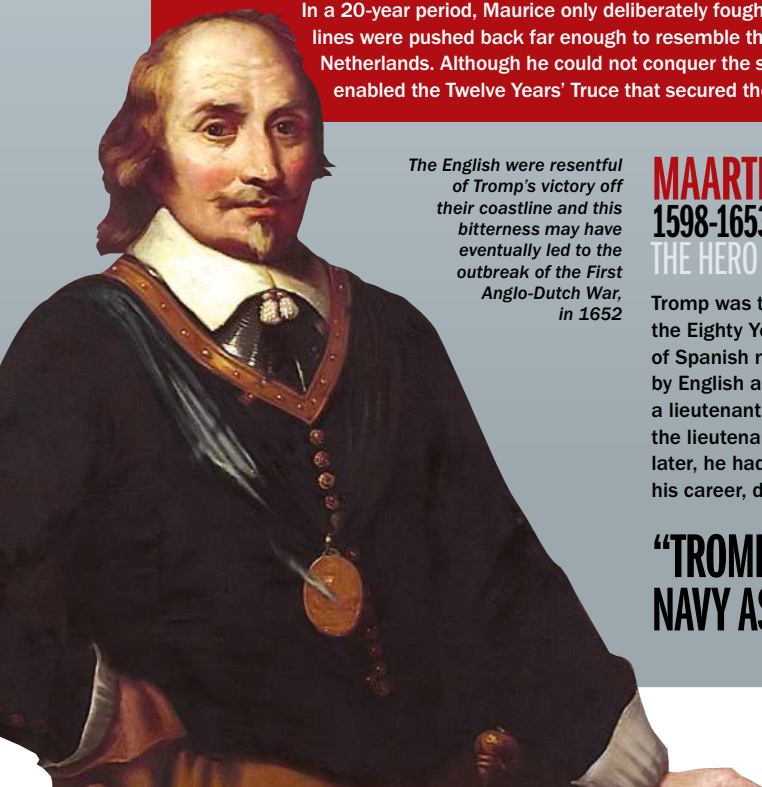 In a 20-year period, Maurice only deliberately fough
lines were pushed back far enough to resemble th
Netherlands. Although he could not conquer the s
enabled the Twelve Years' Truce that secured the
The English were resentful
of Tromp's victory off
their coastline and this
bitterness may have
eventually led to the
outbreak of the First
Anglo-Dutch War,
in 1652
MAARTE
1598-1653
THE HERO
Tromp was t
the Eighty Ye
of Spanish n
by English a
a lieutenant
the lieutena
later, he had
his career, d
“TROMP
NAVY AS